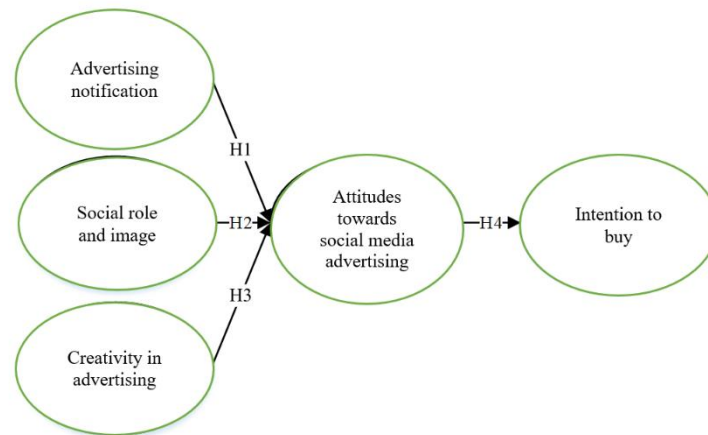 Advertising
notification
H1
Social role
and image
H2
Attitudes
towards
social media
advertising
H4
Intention to
buy
H3
Creativity in
advertising